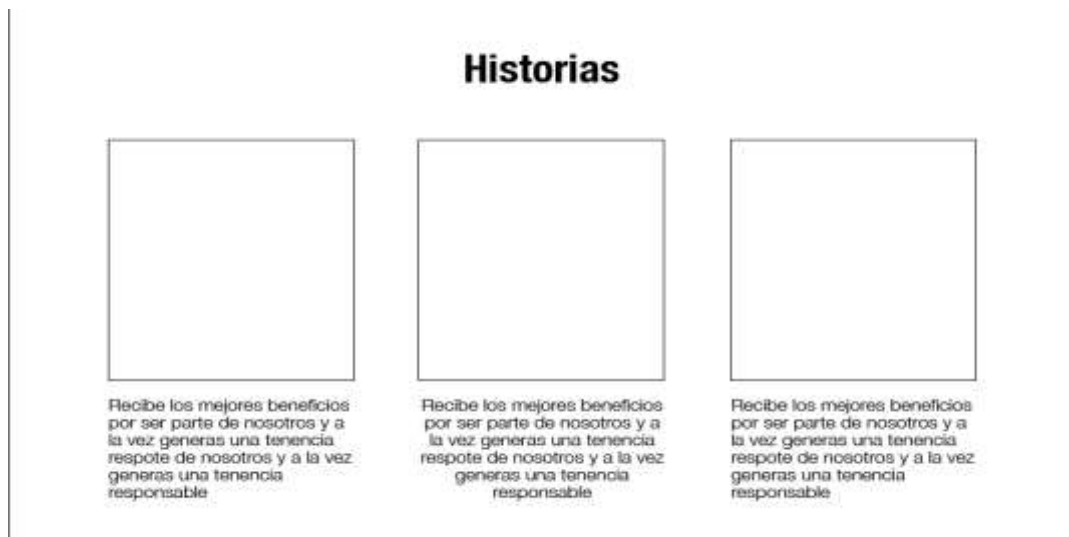 Historias
Recibe los mejores beneficios
por ser parte de nosotros y a
la vez generas una tenencia
respote de nosotros y a la vez
generas una tenencia
responsable
Recibe los mejores beneficios
por ser parte de nosotros y a
la vez generas una tenencia
respote de nosotros y a la vez
generas una tenencia
responsable
Recibe los mejores beneficios
por ser parte de nosotros y a
la vez generas una tenencia
respote de nosotros y a la vez
generas una tenencia
responsable